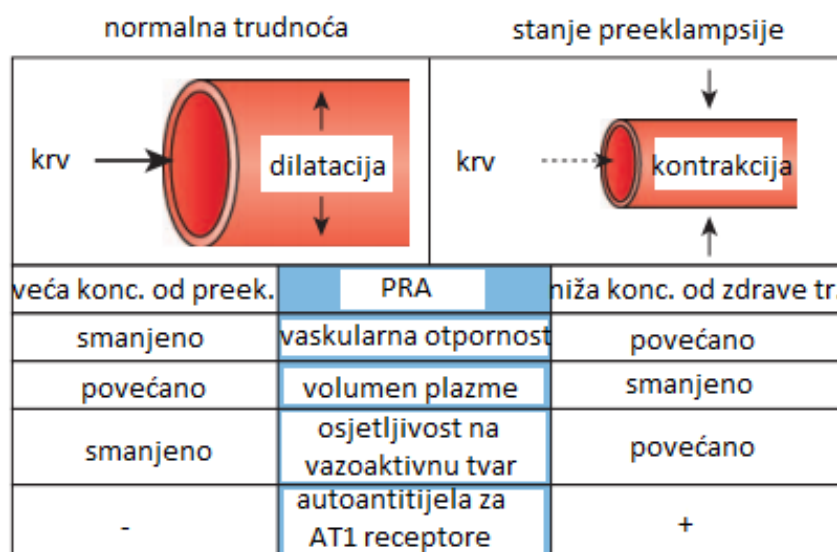 normalna trudnoća
stanje preeklampsije
krv
dilatacija
krv
kontrakcija
veća konc. od preek.
PRA
niža konc. od zdrave tr.
smanjeno
vaskularna otpornost
povećano
povećano
volumen plazme
smanjeno
smanjeno
osjetljivost na
vazoaktivnu tvar
povećano
-
autoantitijela za
AT1 receptore
+